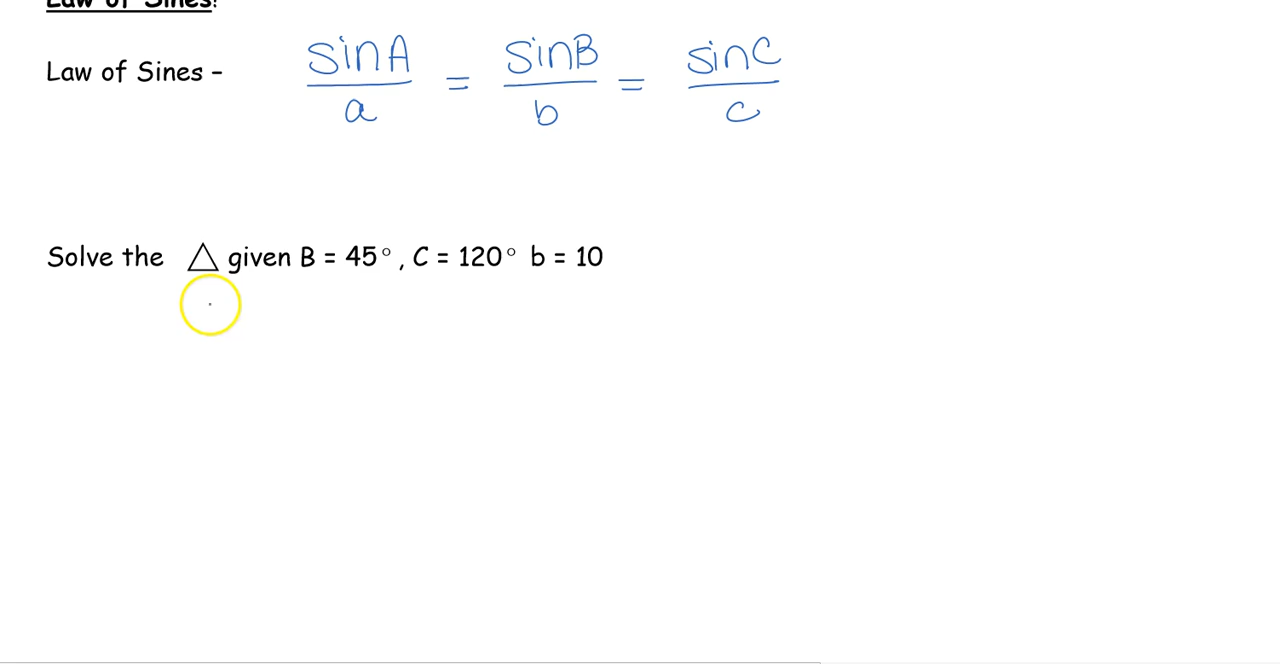 Law of Sines:
Law of Sines – sinA/a = sinB/b = sinC/c
Solve the △ given B = 45°, C = 120° b = 10